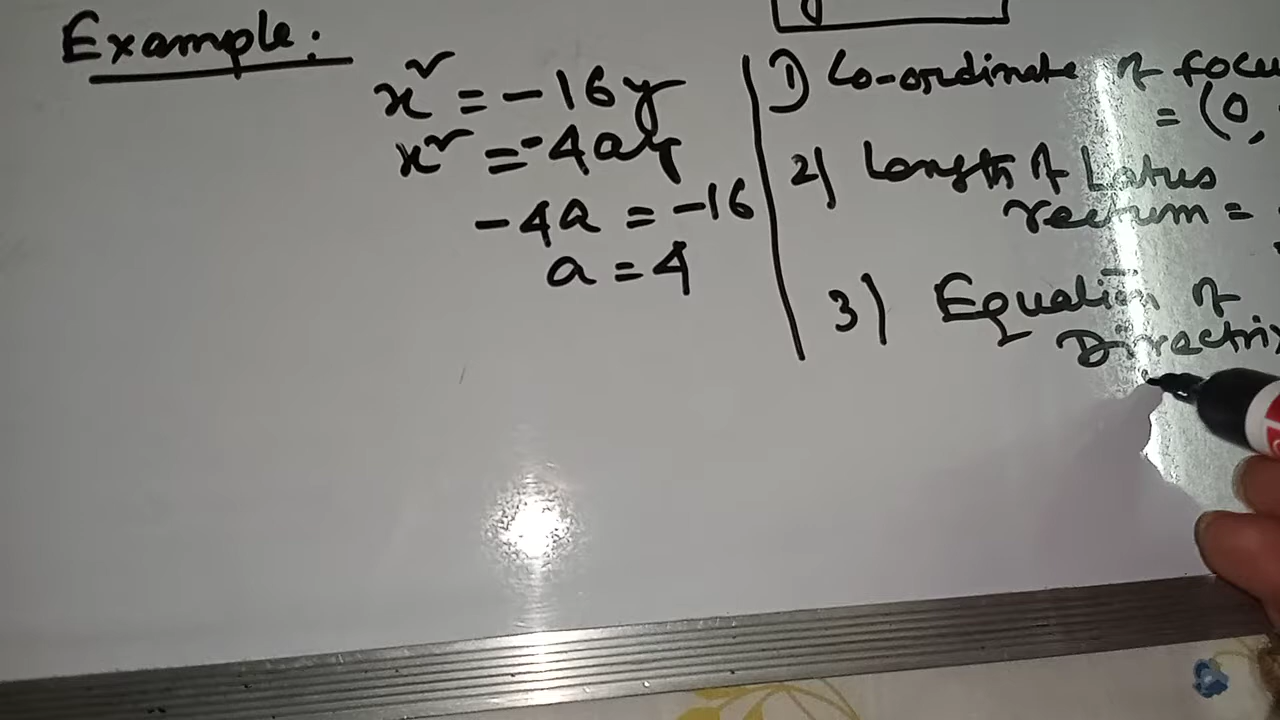 Example:
x² = -16y
x² = -4ay
-4a = -16
a = 4
1) Co-ordinate of focu
= (0,
2) Length of Latus
rectum =
3) Equation of
Directrix